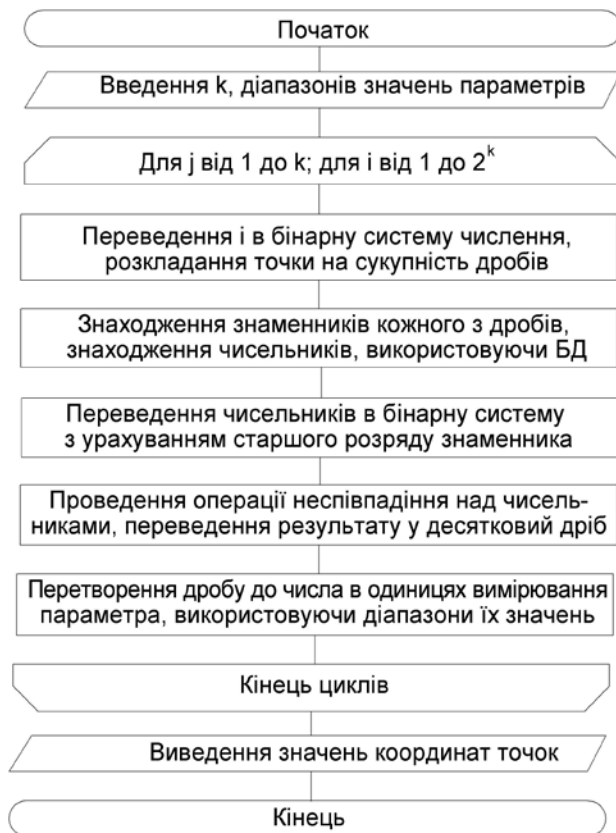 Початок
Введення k, діапазонів значень параметрів
Для j від 1 до k; для i від 1 до 2^k
Переведення i в бінарну систему числення,
розкладання точки на сукупність дробів
Знаходження знаменників кожного з дробів,
знаходження чисельників, використовуючи БД
Переведення чисельників в бінарну систему
з урахуванням старшого розряду знаменника
Проведення операції неспівпадіння над чисель-
никами, переведення результату у десятковий дріб
Перетворення дробу до числа в одиницях вимірювання
параметра, використовуючи діапазони їх значень
Кінець циклів
Виведення значень координат точок
Кінець